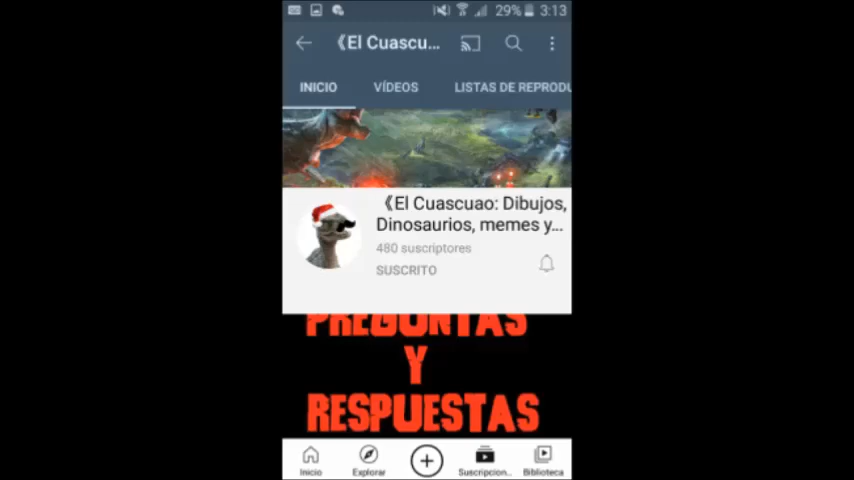 29% 3:13
《El Cuascu...
INICIO VÍDEOS LISTAS DE REPRODU
《El Cuascuao: Dibujos,
Dinosaurios, memes y...
480 suscriptores
SUSCRITO
PREGUNTAS
Y
RESPUESTAS
Inicio Explorar Suscripcion... Biblioteca